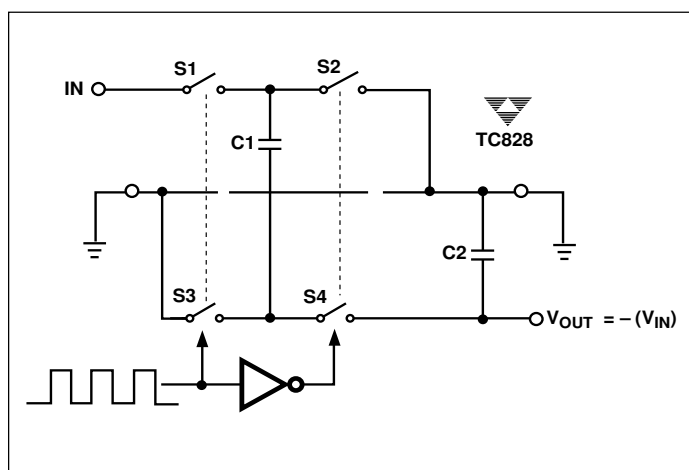 S1
S2
IN
C1
TC828
C2
S3
S4
VOUT = – (VIN)